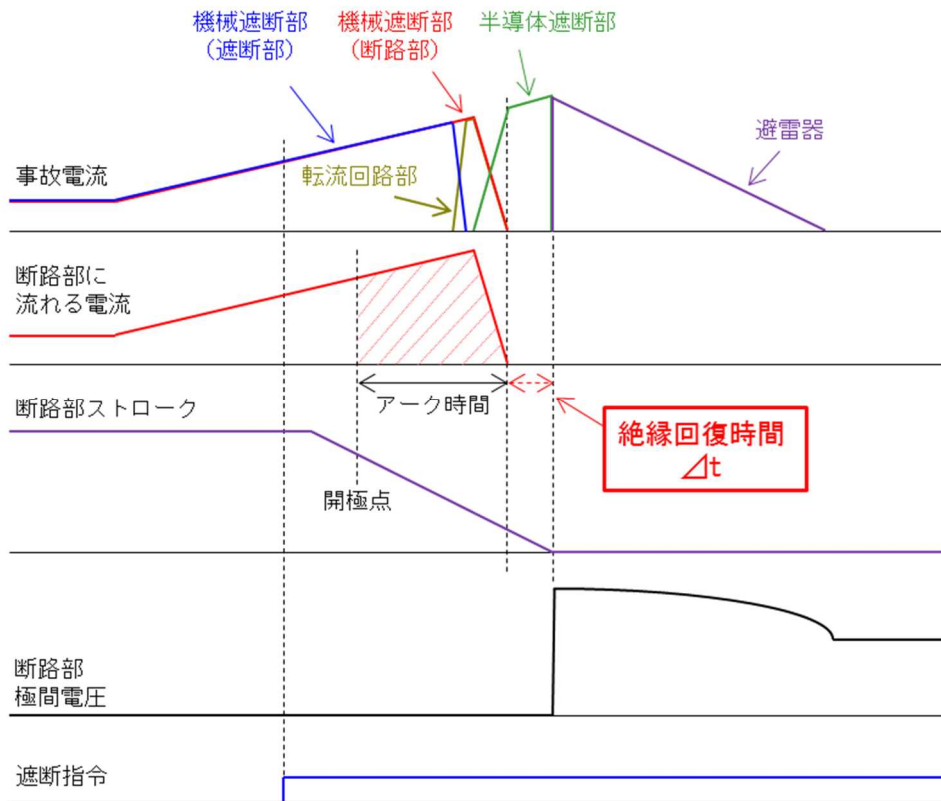 機械遮断部
（遮断部）
機械遮断部
（断路部）
半導体遮断部
避雷器
事故電流
転流回路部
断路部に
流れる電流
アーク時間
断路部ストローク
絶縁回復時間
⊿t
開極点
断路部
極間電圧
遮断指令